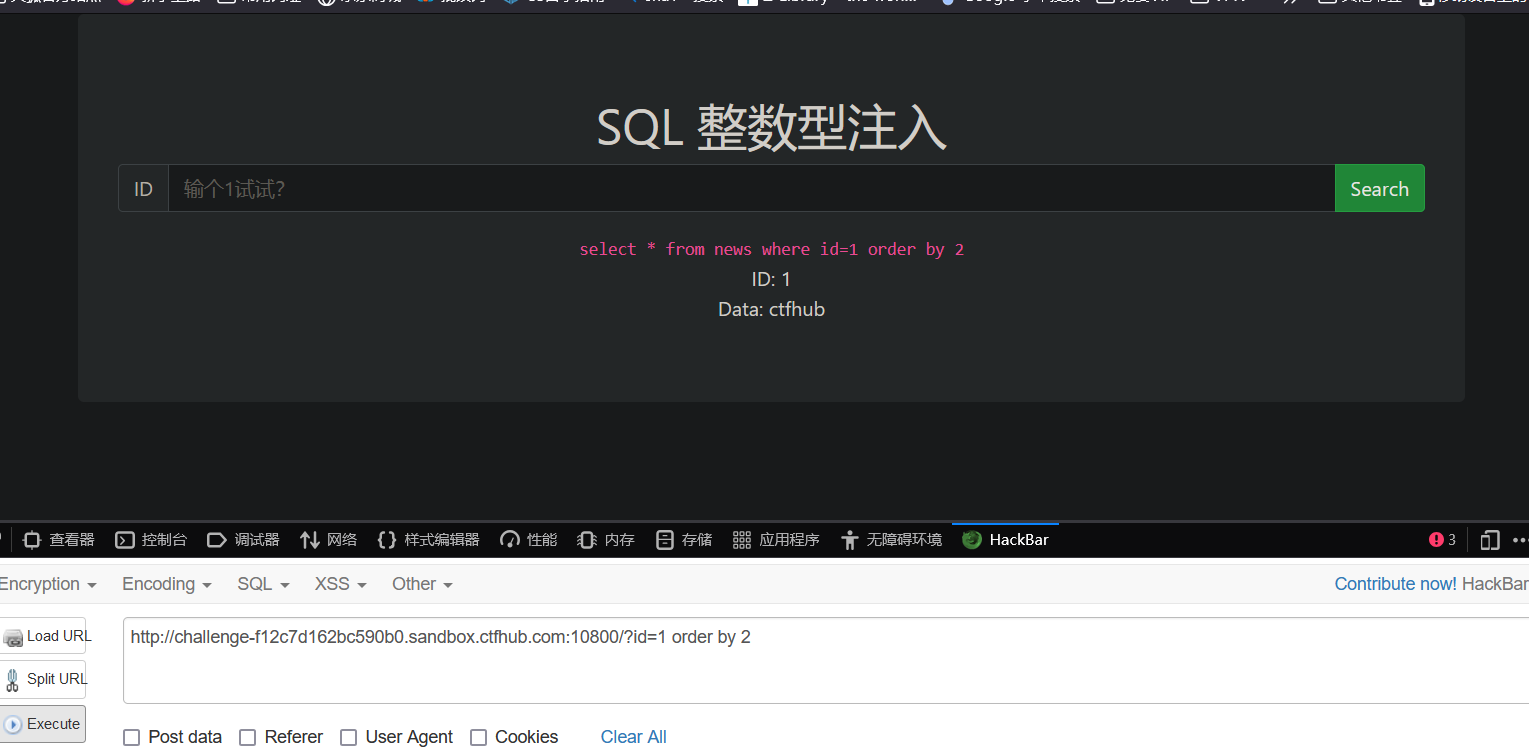 SQL 整数型注入
ID 输个1试试? Search
select * from news where id=1 order by 2
ID: 1
Data: ctfhub
查看器 控制台 调试器 网络 样式编辑器 性能 内存 存储 应用程序 无障碍环境 HackBar 3
Encryption Encoding SQL XSS Other Contribute now! HackBar
Load URL http://challenge-f12c7d162bc590b0.sandbox.ctfhub.com:10800/?id=1 order by 2
Split URL
Execute
Post data Referer User Agent Cookies Clear All